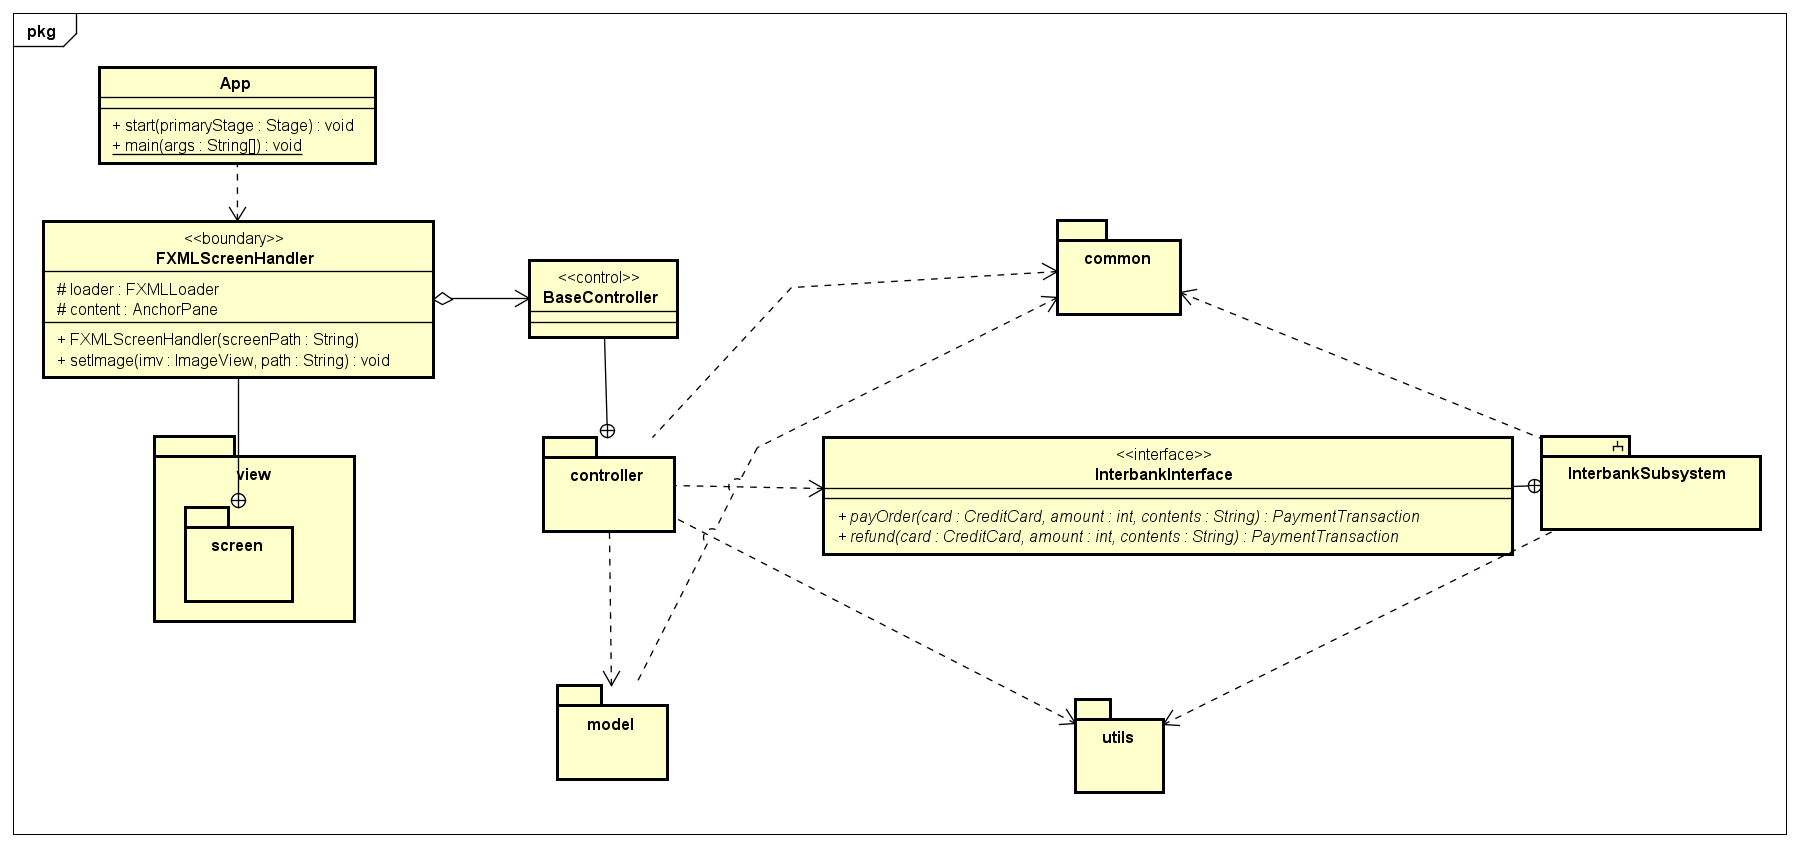 pkg
App
+ start(primaryStage : Stage) : void
+ main(args : String[]) : void
<<boundary>>
FXMLScreenHandler
# loader : FXMLLoader
# content : AnchorPane
+ FXMLScreenHandler(screenPath : String)
+ setImage(imv : ImageView, path : String) : void
<<control>>
BaseController
common
view
screen
controller
<<interface>>
InterbankInterface
+ payOrder(card : CreditCard, amount : int, contents : String) : PaymentTransaction
+ refund(card : CreditCard, amount : int, contents : String) : PaymentTransaction
InterbankSubsystem
model
utils